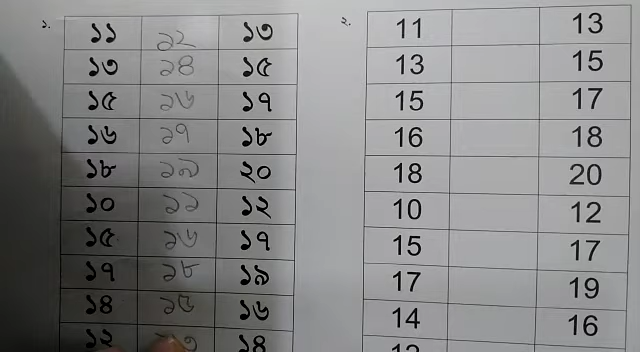 ১.
১১ ১২ ১৩
১৩ ১৪ ১৫
১৫ ১৬ ১৭
১৬ ১৭ ১৮
১৮ ১৯ ২০
১০ ১১ ১২
১৫ ১৬ ১৭
১৭ ১৮ ১৯
১৪ ১৫ ১৬
১২ ১৪
২.
11 13
13 15
15 17
16 18
18 20
10 12
15 17
17 19
14 16
12